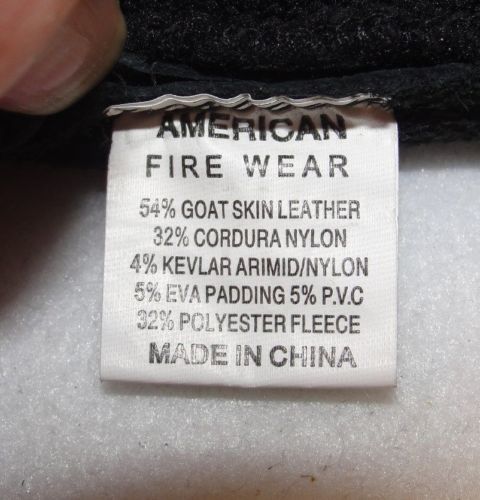 AMERICAN
FIRE WEAR
54% GOAT SKIN LEATHER
32% CORDURA NYLON
4% KEVLAR ARIMID/NYLON
5% EVA PADDING 5% P.V.C
32% POLYESTER FLEECE
MADE IN CHINA